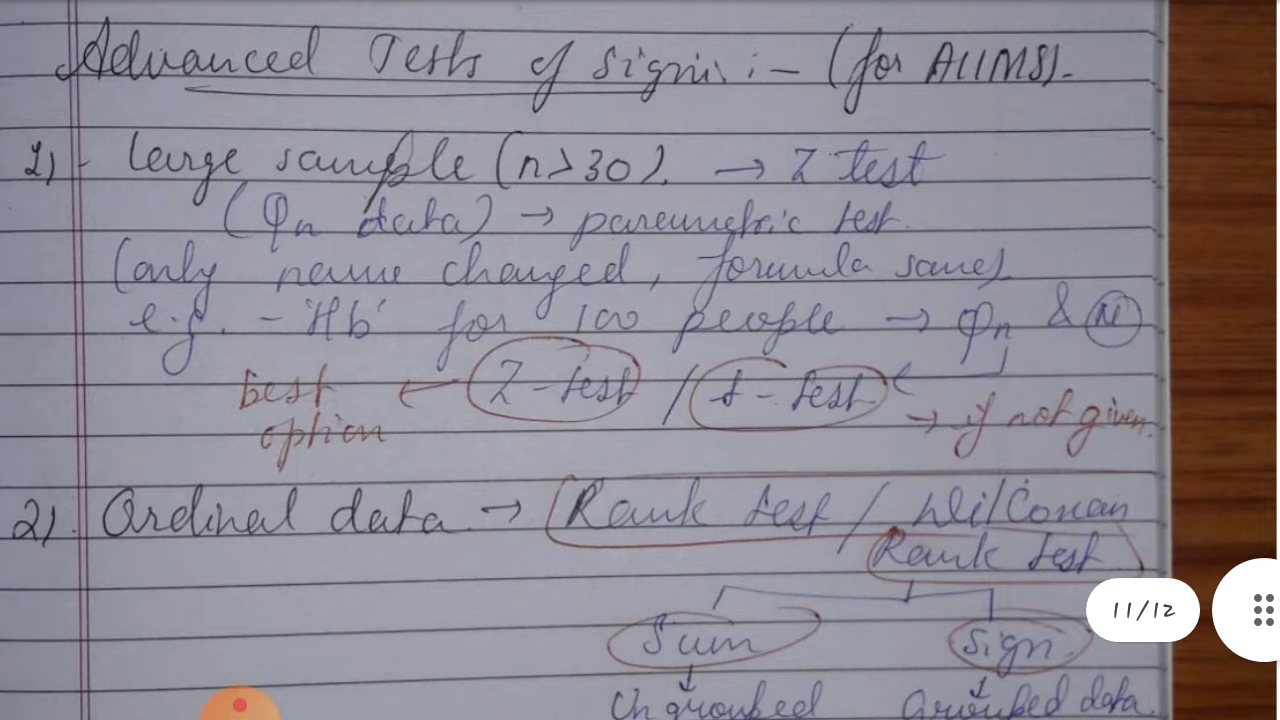 Advanced Tests of Signi. :- (for AIIMS).
1) - large sample (n>30). → Z test
(Qn data) → parametric test.
(only name changed, formula same)
e.g. - 'Hb' for 100 people → Qn &
best option ← Z-test / t-test → if not given.
2). Ordinal data → Rank test / WilCoxan
Rank test
Sum Sign.
Ungrouped Grouped data.
11/12